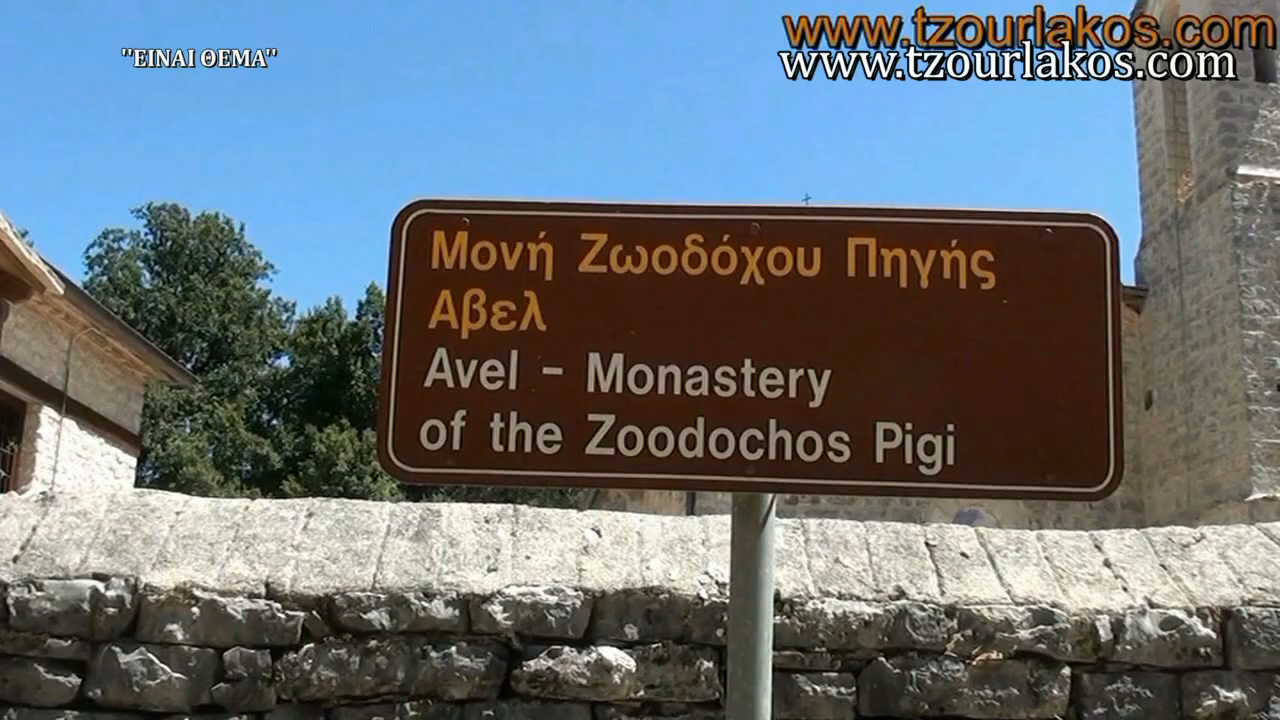 "ΕΙΝΑΙ ΘΕΜΑ"
www.tzourlakos.com
www.tzourlakos.com
Μονή Ζωοδόχου Πηγής
Αβελ
Avel - Monastery
of the Zoodochos Pigi